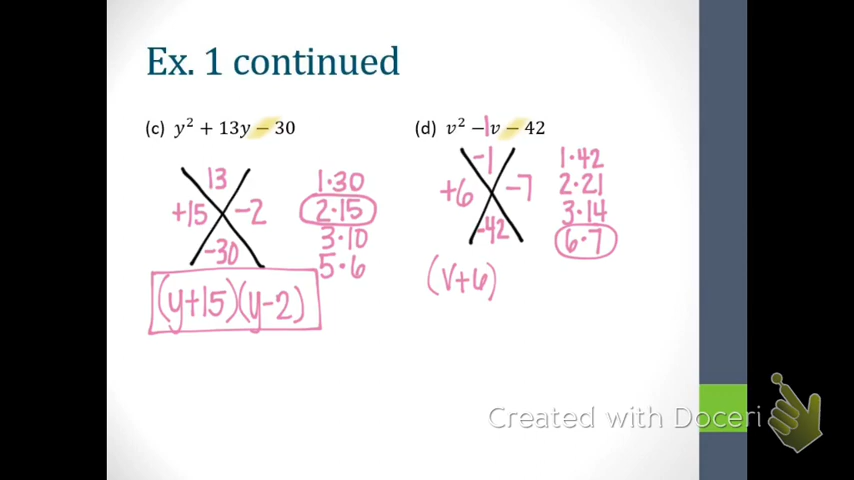 Ex. 1 continued
(c) y² + 13y − 30
13
+15 -2
-30
1·30
2·15
3·10
5·6
(y+15)(y-2)
(d) v² − 1v − 42
-1
+6 -7
-42
1·42
2·21
3·14
6·7
(v+6)
Created with Doceri